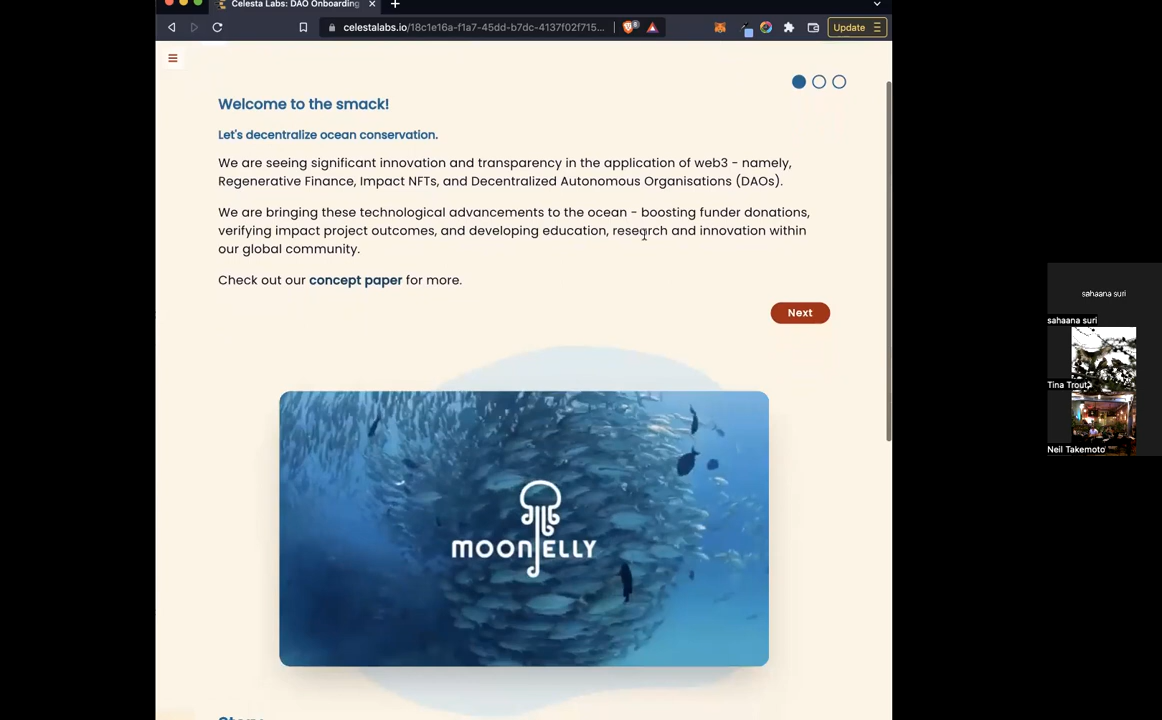 Celesta Labs: DAO Onboarding
celestalabs.io/18c1e16a-f1a7-45dd-b7dc-4137f02f715...
Update
Welcome to the smack!
Let's decentralize ocean conservation.
We are seeing significant innovation and transparency in the application of web3 - namely,
Regenerative Finance, Impact NFTs, and Decentralized Autonomous Organisations (DAOs).
We are bringing these technological advancements to the ocean - boosting funder donations,
verifying impact project outcomes, and developing education, research and innovation within
our global community.
Check out our concept paper for more.
Next
MOONJELLY
sahaana suri
sahaana suri
Tina Trout
Neil Takemoto